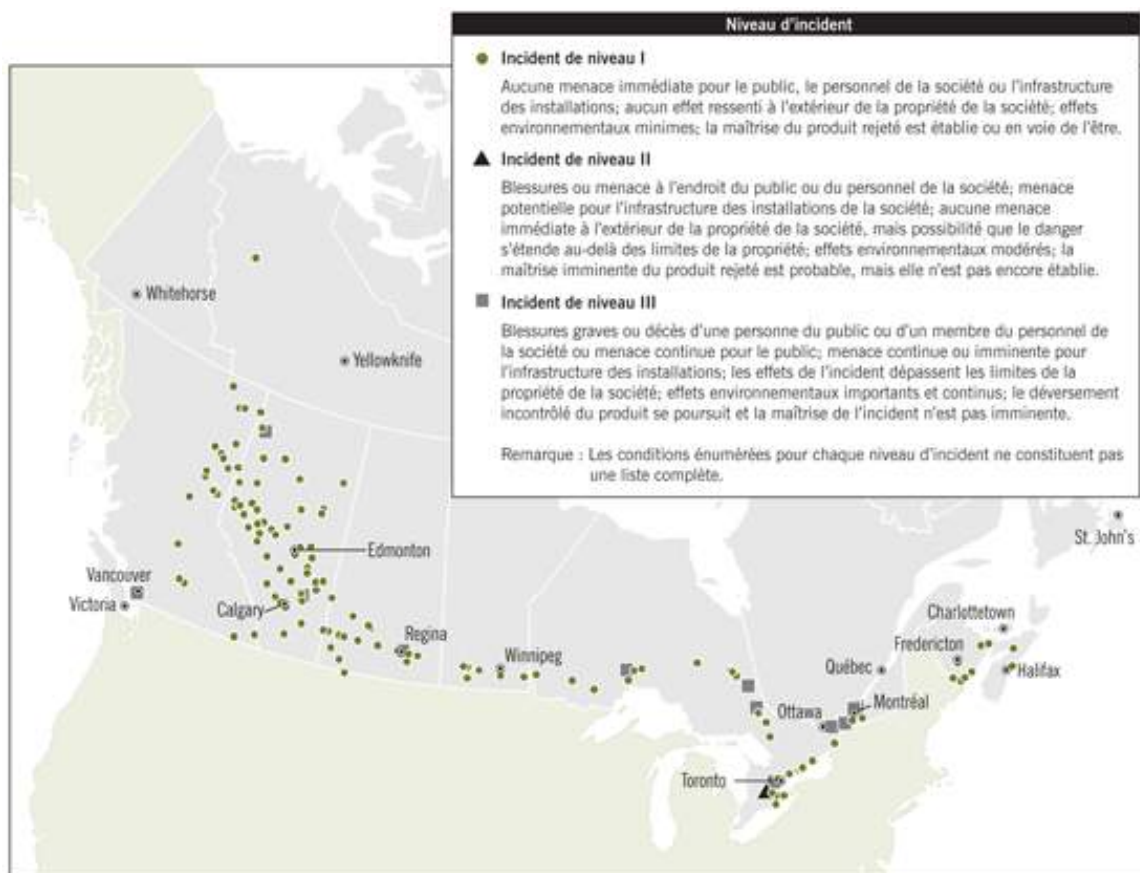 Niveau d'incident
Incident de niveau I
Aucune menace immédiate pour le public, le personnel de la société ou l'infrastructure
des installations; aucun effet ressenti à l'extérieur de la propriété de la société; effets
environnementaux minimes; la maîtrise du produit rejeté est établie ou en voie de l'être.
Incident de niveau II
Blessures ou menace à l'endroit du public ou du personnel de la société; menace
potentielle pour l'infrastructure des installations de la société; aucune menace
immédiate à l'extérieur de la propriété de la société, mais possibilité que le danger
s'étende au-delà des limites de la propriété; effets environnementaux modérés; la
maîtrise imminente du produit rejeté est probable, mais elle n'est pas encore établie.
Incident de niveau III
Blessures graves ou décès d'une personne du public ou d'un membre du personnel de
la société ou menace continue pour le public; menace continue ou imminente pour
l'infrastructure des installations; les effets de l'incident dépassent les limites de la
propriété de la société; effets environnementaux importants et continus; le déversement
incontrôlé du produit se poursuit et la maîtrise de l'incident n'est pas imminente.
Remarque : Les conditions énumérées pour chaque niveau d'incident ne constituent pas
une liste complète.
Whitehorse
Yellowknife
St. John's
Edmonton
Vancouver
Victoria
Calgary
Regina
Winnipeg
Charlottetown
Fredericton
Halifax
Québec
Montréal
Ottawa
Toronto